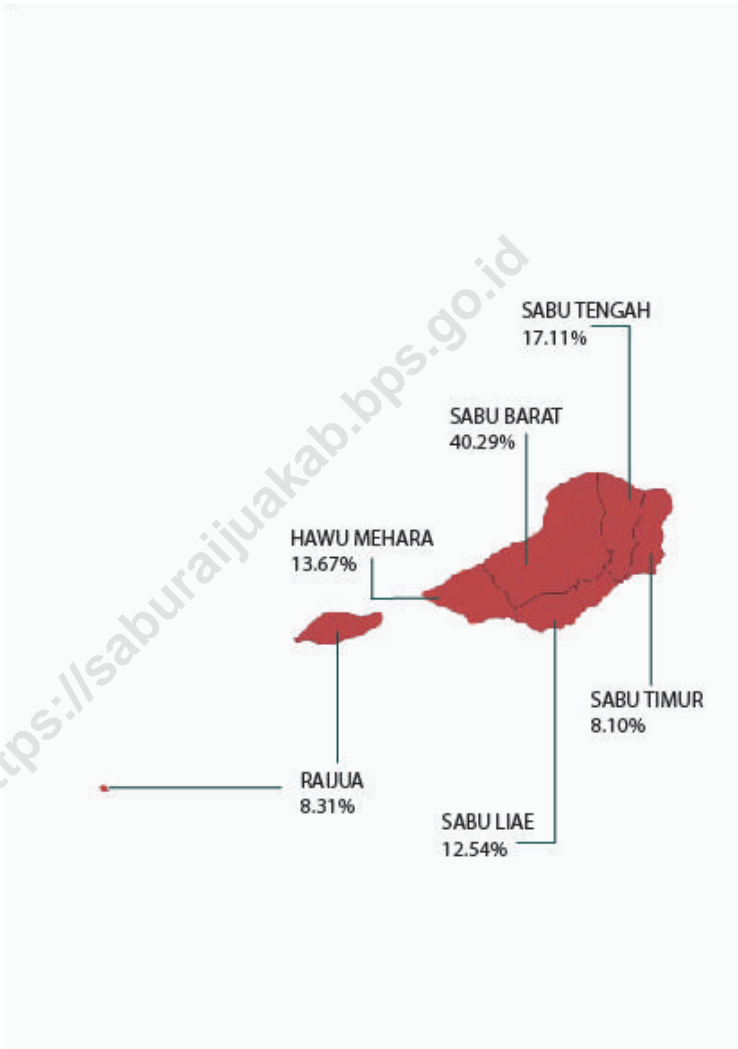 SABU TENGAH
17.11%
SABU BARAT
40.29%
HAWU MEHARA
13.67%
SABU TIMUR
8.10%
RAIJUA
8.31%
SABU LIAE
12.54%
ttps://saburaijuakab.bps.go.id